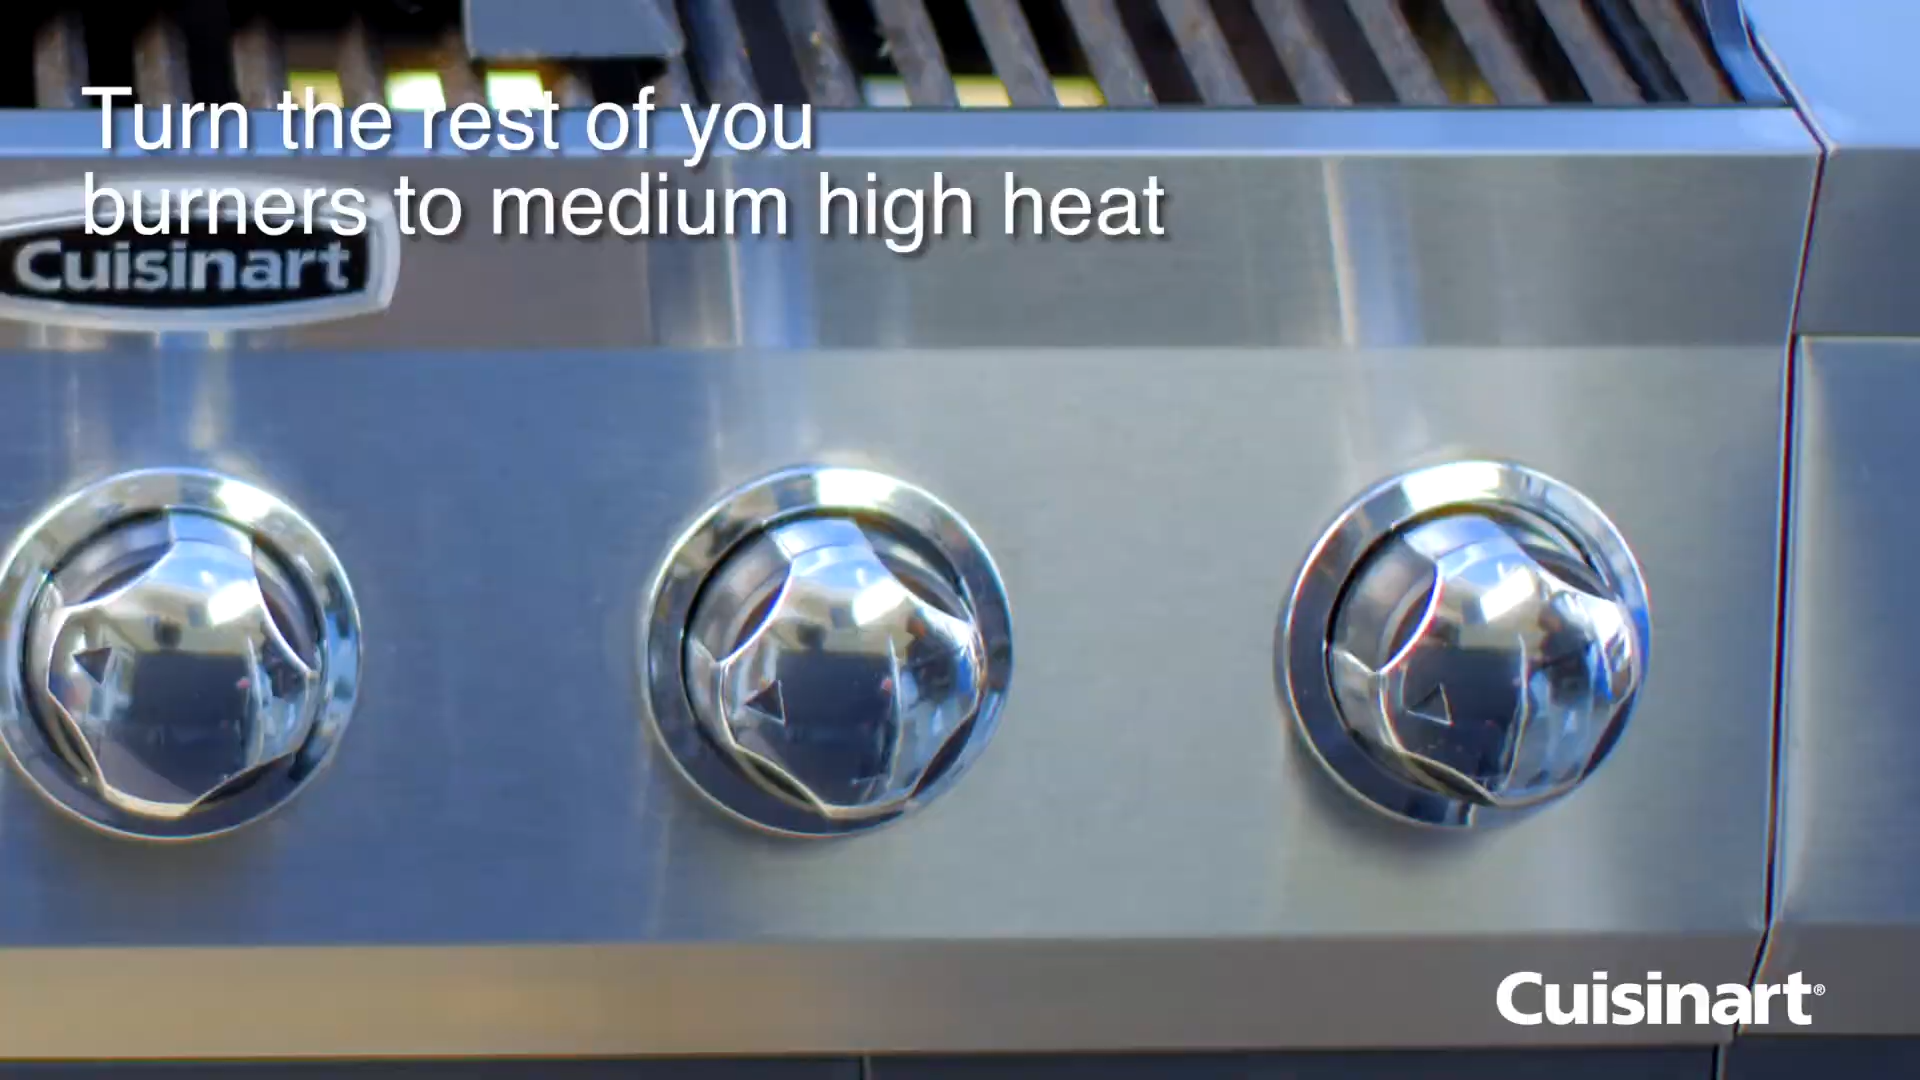 Turn the rest of you
burners to medium high heat
Cuisinart
Cuisinart®